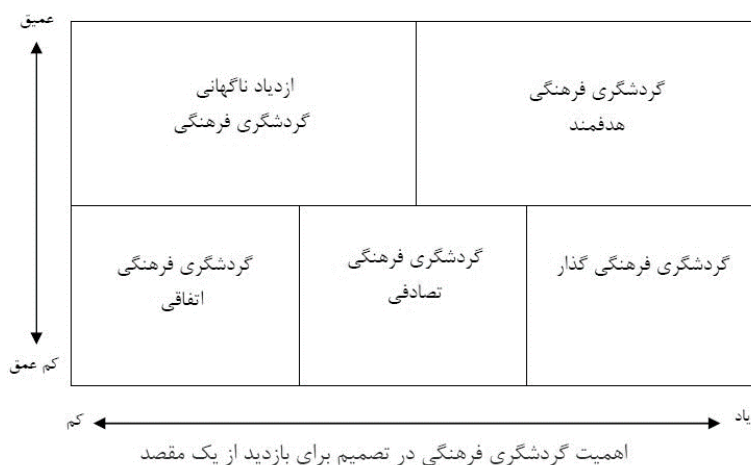 عمیق
گردشگری فرهنگی
هدفمند
ازدیاد ناگهانی
گردشگری فرهنگی
گردشگری فرهنگی گذار
گردشگری فرهنگی
تصادفی
گردشگری فرهنگی
اتفاقی
کم عمق
یاد
کم
اهمیت گردشگری فرهنگی در تصمیم برای بازدید از یک مقصد